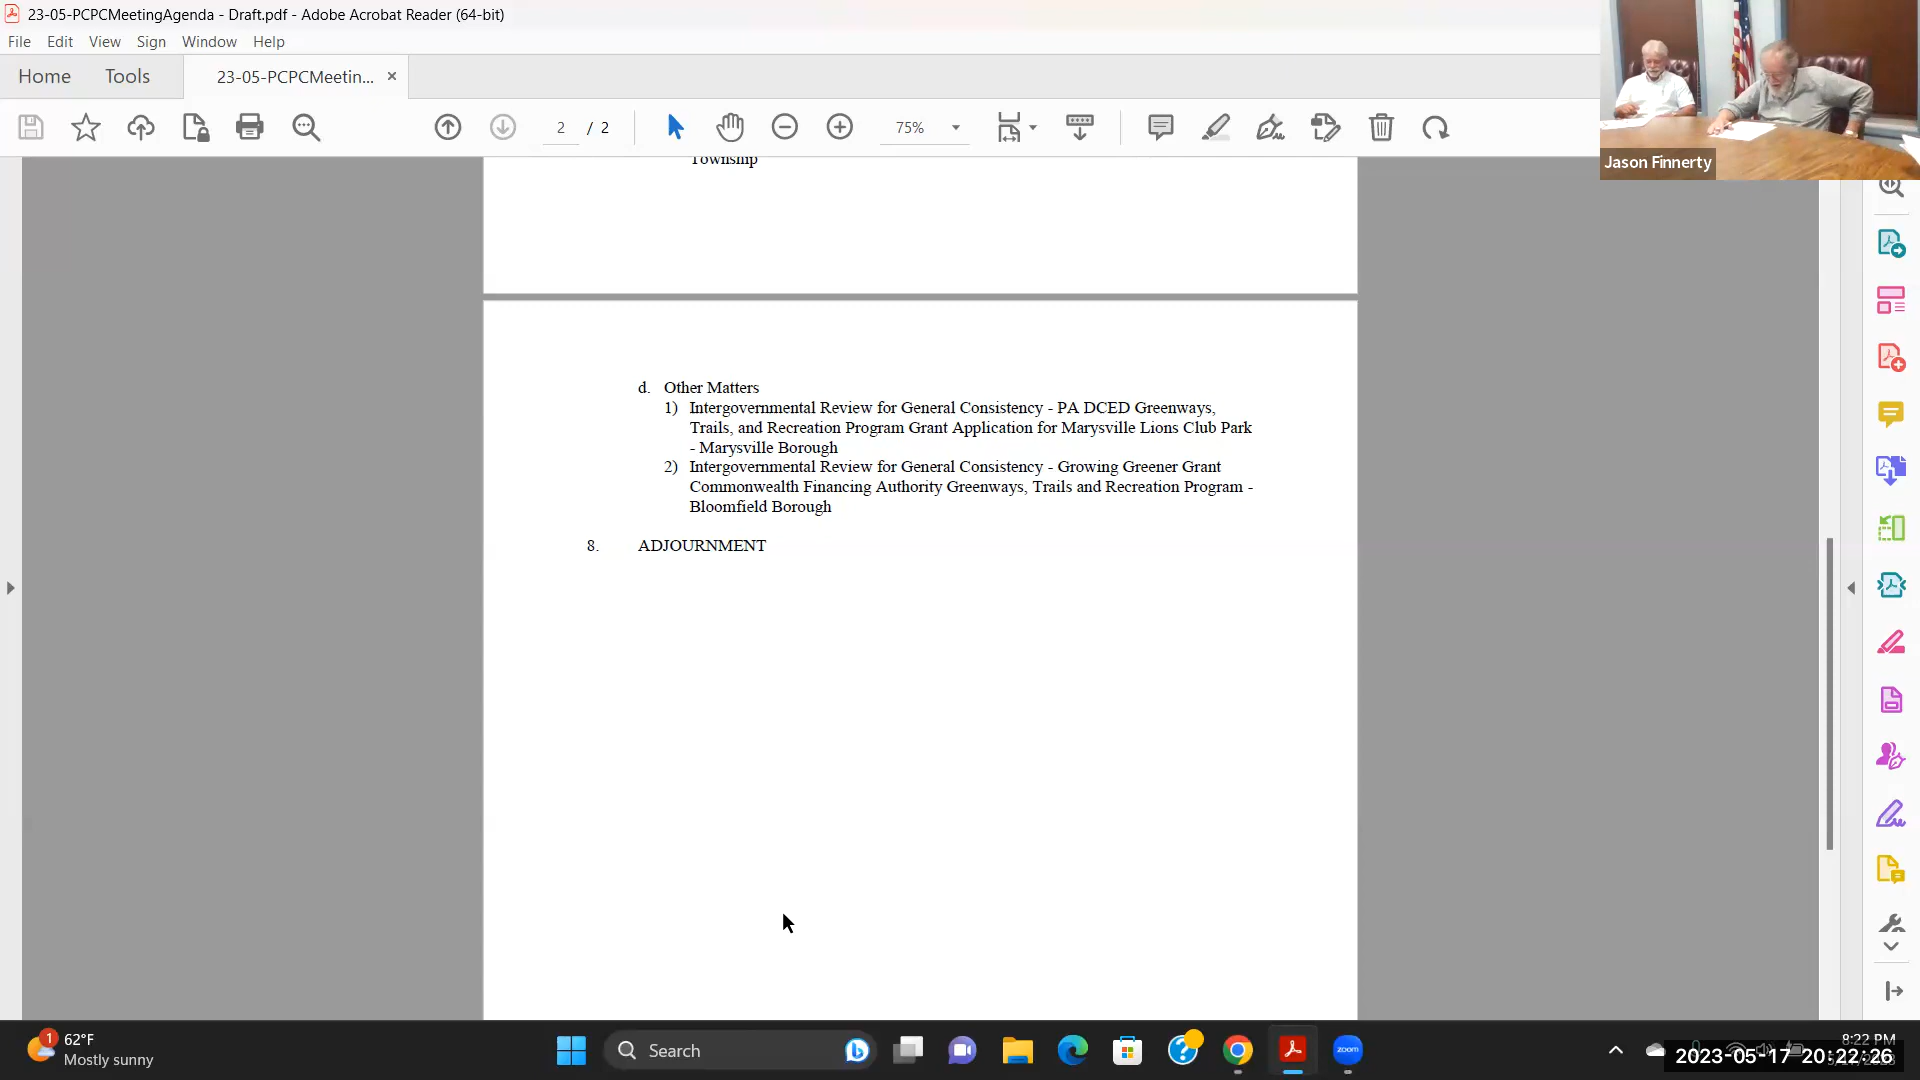 23-05-PCPCMeetingAgenda - Draft.pdf - Adobe Acrobat Reader (64-bit)
File Edit View Sign Window Help
Home Tools 23-05-PCPCMeetin... ×
2 / 2 75%
Jason Finnerty
Township
d. Other Matters
1) Intergovernmental Review for General Consistency - PA DCED Greenways,
Trails, and Recreation Program Grant Application for Marysville Lions Club Park
- Marysville Borough
2) Intergovernmental Review for General Consistency - Growing Greener Grant
Commonwealth Financing Authority Greenways, Trails and Recreation Program -
Bloomfield Borough
8. ADJOURNMENT
1
62°F
Mostly sunny
Search
zoom
8:22 PM
2023-05-17 20:22:26